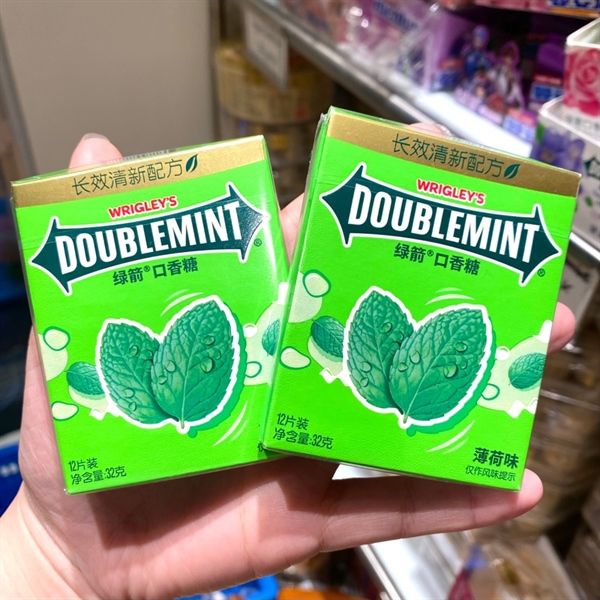 长效清新配方
WRIGLEY'S
DOUBLEMINT®
绿箭®口香糖
12片装
净含量:32克
长效清新配方
WRIGLEY'S
DOUBLEMINT®
绿箭®口香糖
12片装
净含量:32克
薄荷味
仅作风味提示